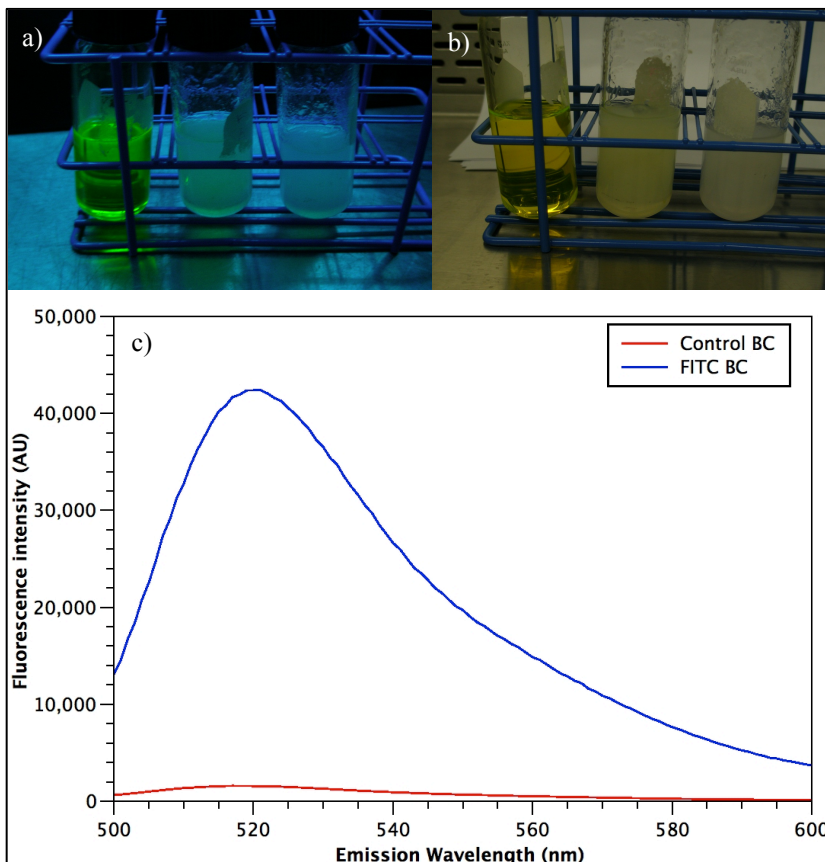 a)
b)
c)
Control BC
FITC BC
50,000
40,000
30,000
20,000
10,000
0
Fluorescence intensity (AU)
500
520
540
560
580
600
Emission Wavelength (nm)